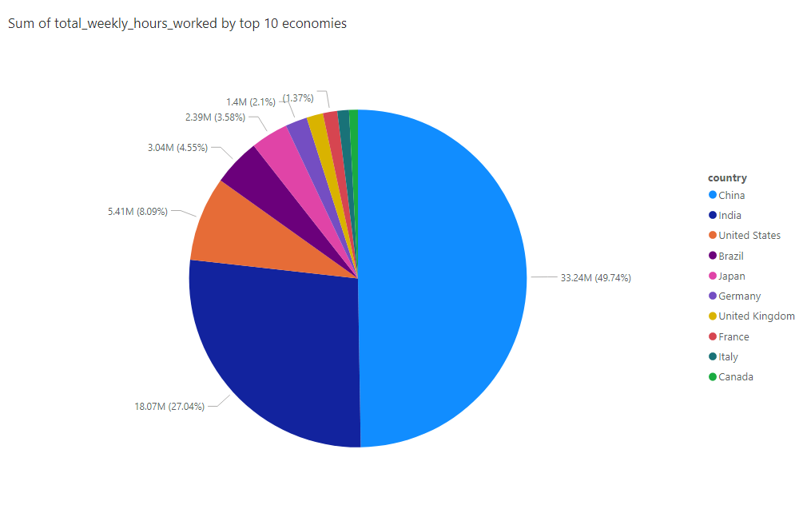 Sum of total_weekly_hours_worked by top 10 economies
(1.37%)
1.4M (2.1%)
2.39M (3.58%)
3.04M (4.55%)
5.41M (8.09%)
18.07M (27.04%)
33.24M (49.74%)
country
China
India
United States
Brazil
Japan
Germany
United Kingdom
France
Italy
Canada